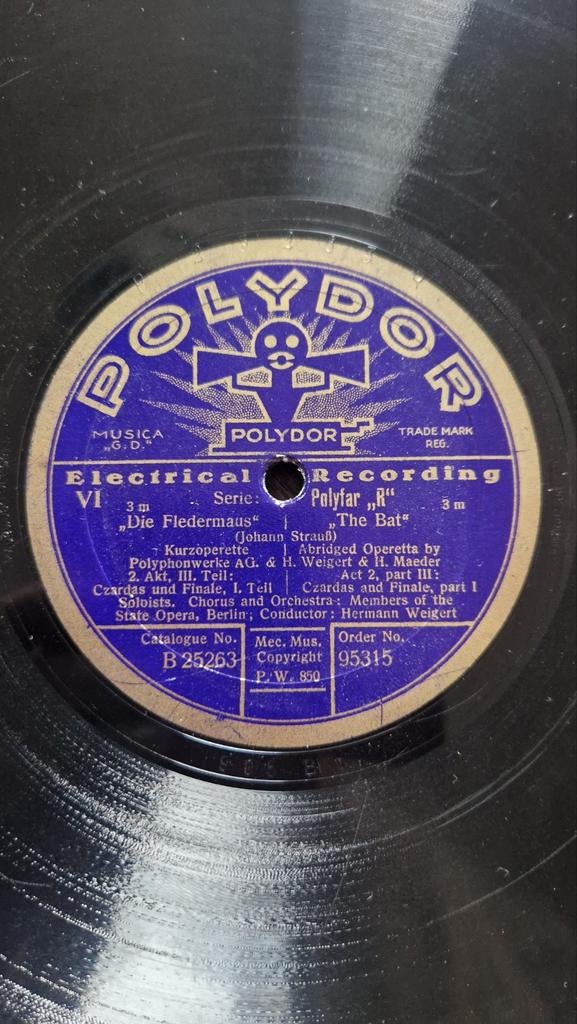 POLYDOR
MUSICA
„G.D.“
POLYDOR
TRADE MARK
REG.
Electrical Recording
VI 3 m Serie: Polyfar „R“ 3 m
„Die Fledermaus“ „The Bat“
(Johann Strauß)
Kurzoperette Abridged Operetta by
Polyphonwerke AG. & H. Weigert & H. Maeder
2. Akt, III. Teil: Act 2, part III:
Czardas und Finale, I. Teil Czardas and Finale, part I
Soloists. Chorus and Orchestra: Members of the
State Opera, Berlin; Conductor: Hermann Weigert
Catalogue No. Mec. Mus. Order No.
B 25263 Copyright 95315
P. W. 850